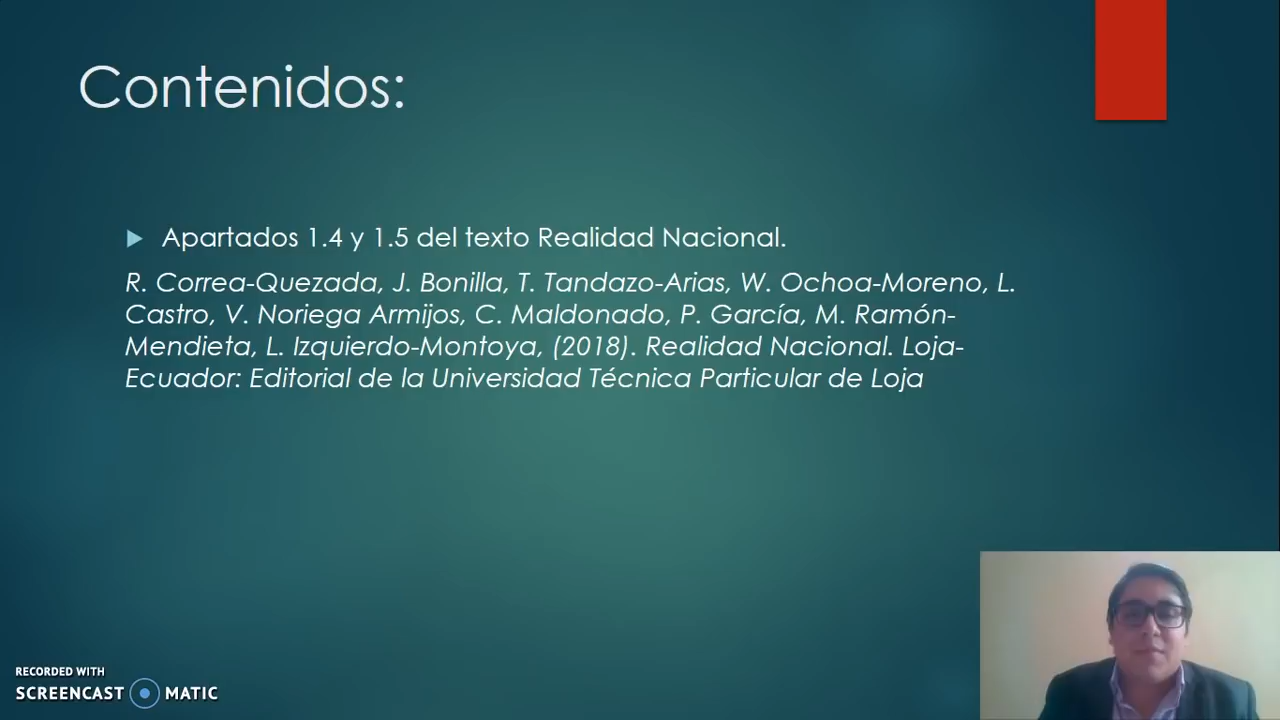 Contenidos:
Apartados 1.4 y 1.5 del texto Realidad Nacional.
R. Correa-Quezada, J. Bonilla, T. Tandazo-Arias, W. Ochoa-Moreno, L.
Castro, V. Noriega Armijos, C. Maldonado, P. García, M. Ramón-
Mendieta, L. Izquierdo-Montoya, (2018). Realidad Nacional. Loja-
Ecuador: Editorial de la Universidad Técnica Particular de Loja
RECORDED WITH
SCREENCAST MATIC